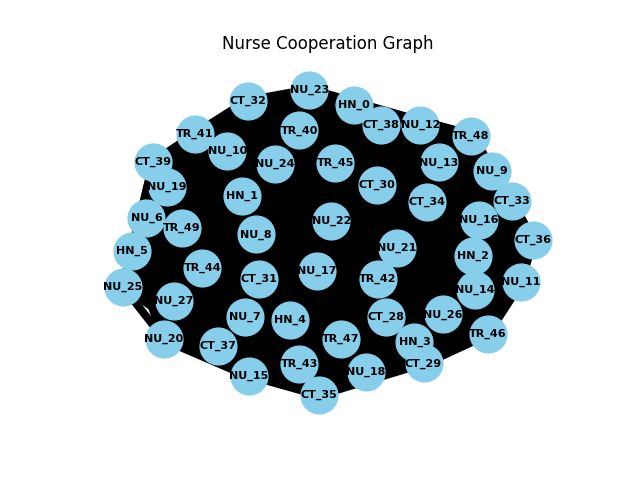 Nurse Cooperation Graph
NU_23
CT_32
HN_0
CT_38
NU_12
TR_40
TR_41
TR_48
NU_10
CT_39
NU_24
TR_45
NU_13
NU_9
CT_30
NU_19
HN_1
CT_34
CT_33
NU_6
NU_22
NU_16
TR_49
NU_8
CT_36
NU_21
HN_5
HN_2
TR_44
NU_17
CT_31
TR_42
NU_11
NU_25
NU_14
NU_27
NU_26
NU_7
CT_28
HN_4
TR_46
NU_20
TR_47
HN_3
CT_37
CT_29
TR_43
NU_18
NU_15
CT_35